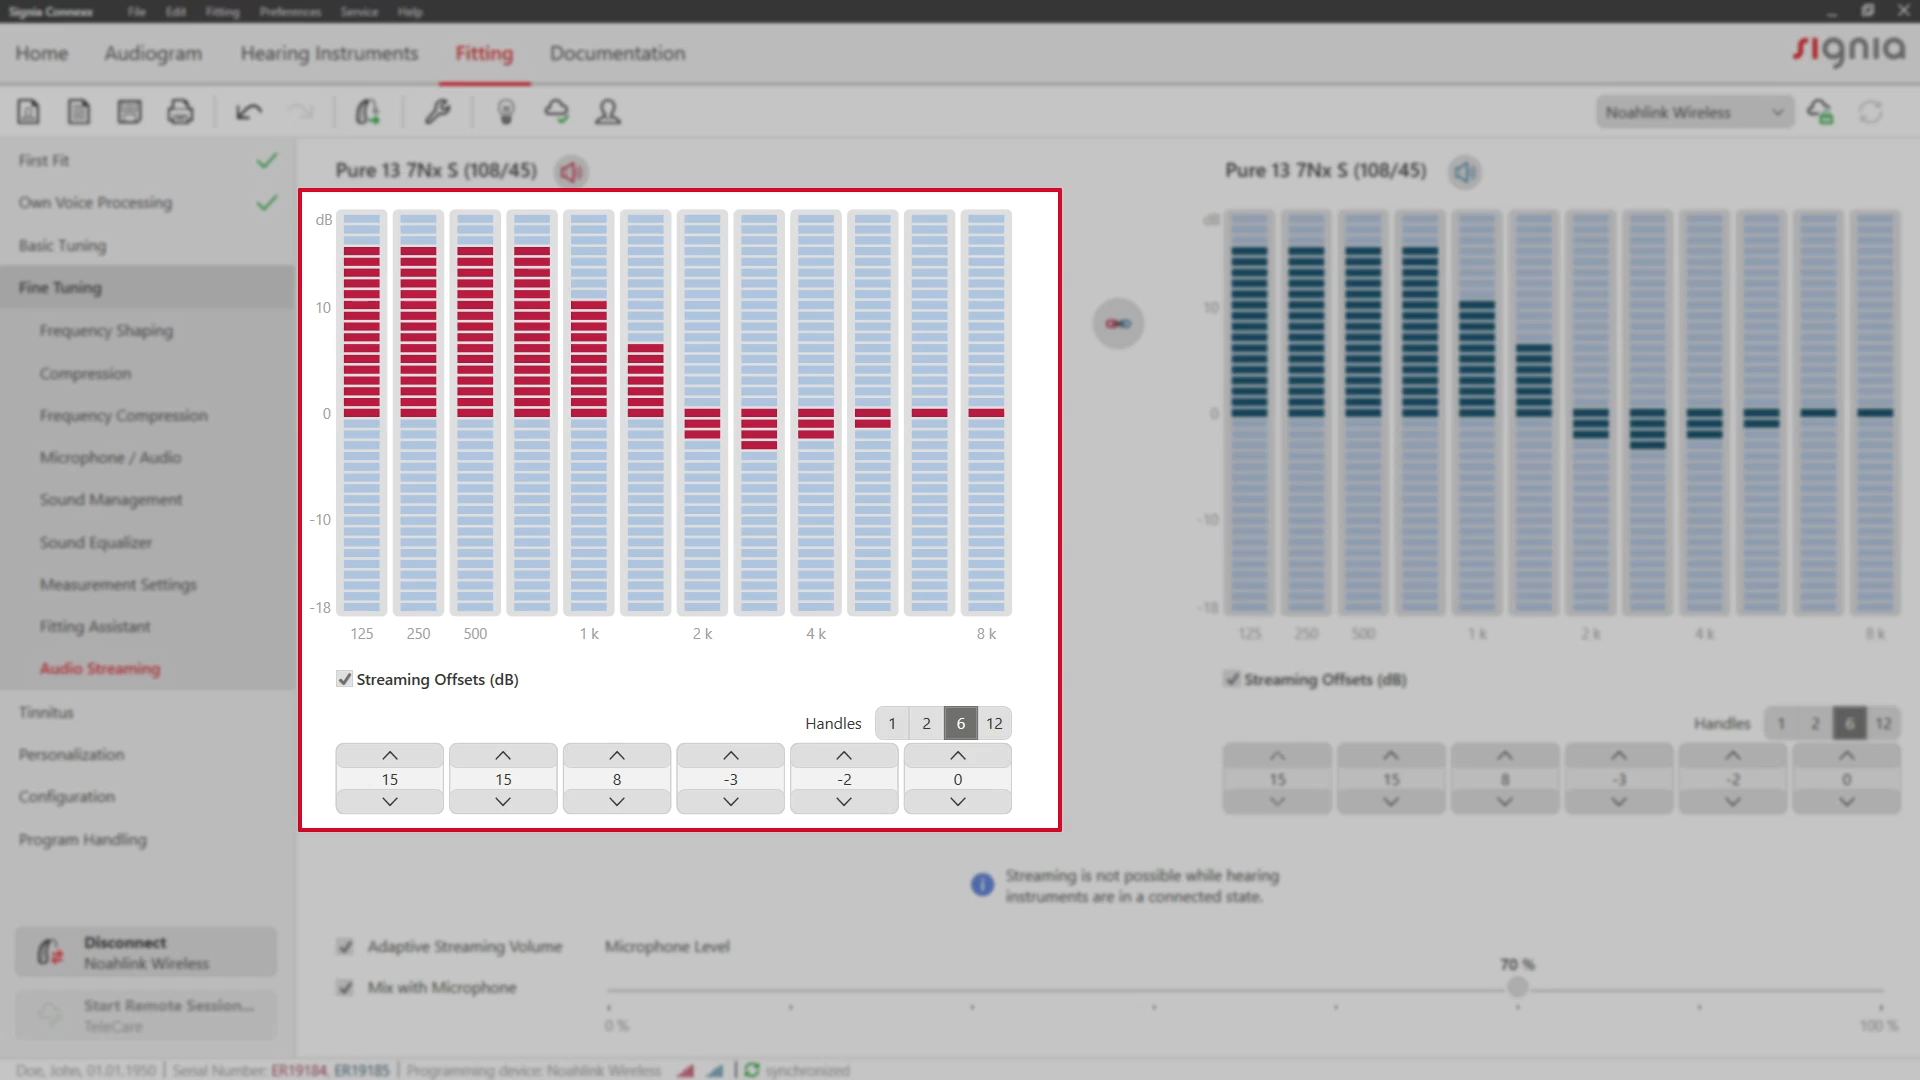 Signia Connexx File Edit Fitting Preferences Service Help
Home Audiogram Hearing Instruments Fitting Documentation
signia
Noahlink Wireless
First Fit
Own Voice Processing
Basic Tuning
Fine Tuning
Frequency Shaping
Compression
Frequency Compression
Microphone / Audio
Sound Management
Sound Equalizer
Measurement Settings
Fitting Assistant
Audio Streaming
Tinnitus
Personalization
Configuration
Program Handling
Disconnect
Noahlink Wireless
Start Remote Session...
TeleCare
Pure 13 7Nx S (108/45)
dB
10
0
-10
-18
125 250 500 1 k 2 k 4 k 8 k
Streaming Offsets (dB)
Handles 1 2 6 12
15 15 8 -3 -2 0
Pure 13 7Nx S (108/45)
dB
10
0
-10
-18
125 250 500 1 k 2 k 4 k 8 k
Streaming Offsets (dB)
Handles 1 2 6 12
15 15 8 -3 -2 0
Streaming is not possible while hearing
instruments are in a connected state.
Adaptive Streaming Volume Microphone Level
70 %
Mix with Microphone
0 % 100 %
Doe, John, 01.01.1950 | Serial Number: ER19184, ER19185 | Programming device: Noahlink Wireless | synchronized